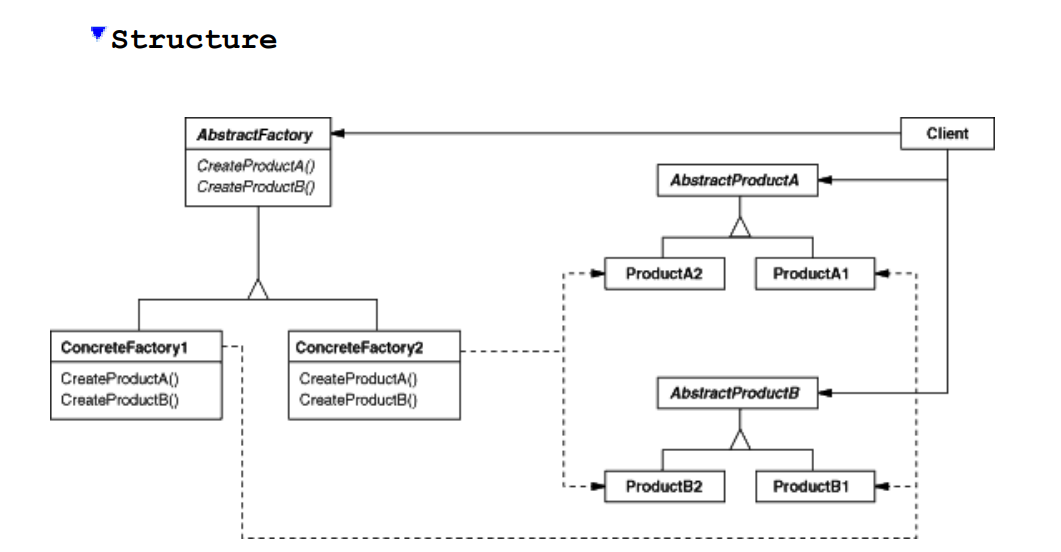 Structure
AbstractFactory
CreateProductA()
CreateProductB()
Client
AbstractProductA
ProductA2
ProductA1
ConcreteFactory1
CreateProductA()
CreateProductB()
ConcreteFactory2
CreateProductA()
CreateProductB()
AbstractProductB
ProductB2
ProductB1